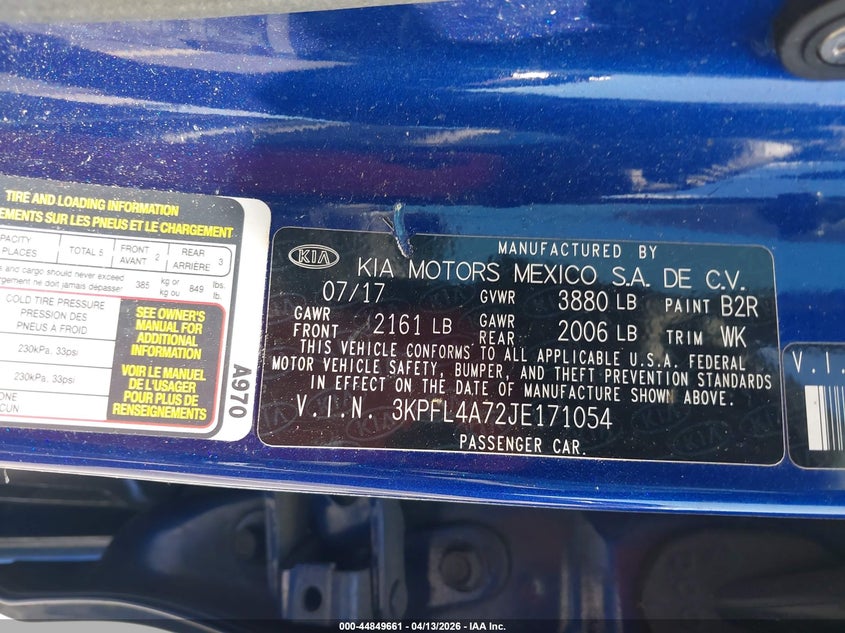 TIRE AND LOADING INFORMATION
SUR LES PNEUS ET LE CHARGEMENT
PLACES
TOTAL 5
FRONT 2
AVANT
REAR 3
ARRIERE
and cargo should never exceed
ne doit jamais dépasser
385
kg or
kg ou
849
lbs.
lb.
COLD TIRE PRESSURE
PRESSION DES
PNEUS A FROID
230kPa, 33psi
230kPa, 33psi
SEE OWNER'S
MANUAL FOR
ADDITIONAL
INFORMATION
VOIR LE MANUEL
DE L'USAGER
POUR PLUS DE
RENSEIGNEMENTS
A970
KIA
MANUFACTURED BY
KIA MOTORS MEXICO S.A. DE C.V.
07/17 GVWR 3880 LB PAINT B2R
GAWR FRONT 2161 LB GAWR REAR 2006 LB TRIM WK
THIS VEHICLE CONFORMS TO ALL APPLICABLE U.S.A. FEDERAL
MOTOR VEHICLE SAFETY, BUMPER, AND THEFT PREVENTION STANDARDS
IN EFFECT ON THE DATE OF MANUFACTURE SHOWN ABOVE.
V.I.N. 3KPFL4A72JE171054
PASSENGER CAR.
V.I.
000-44849661 - 04/13/2026 - IAA Inc.